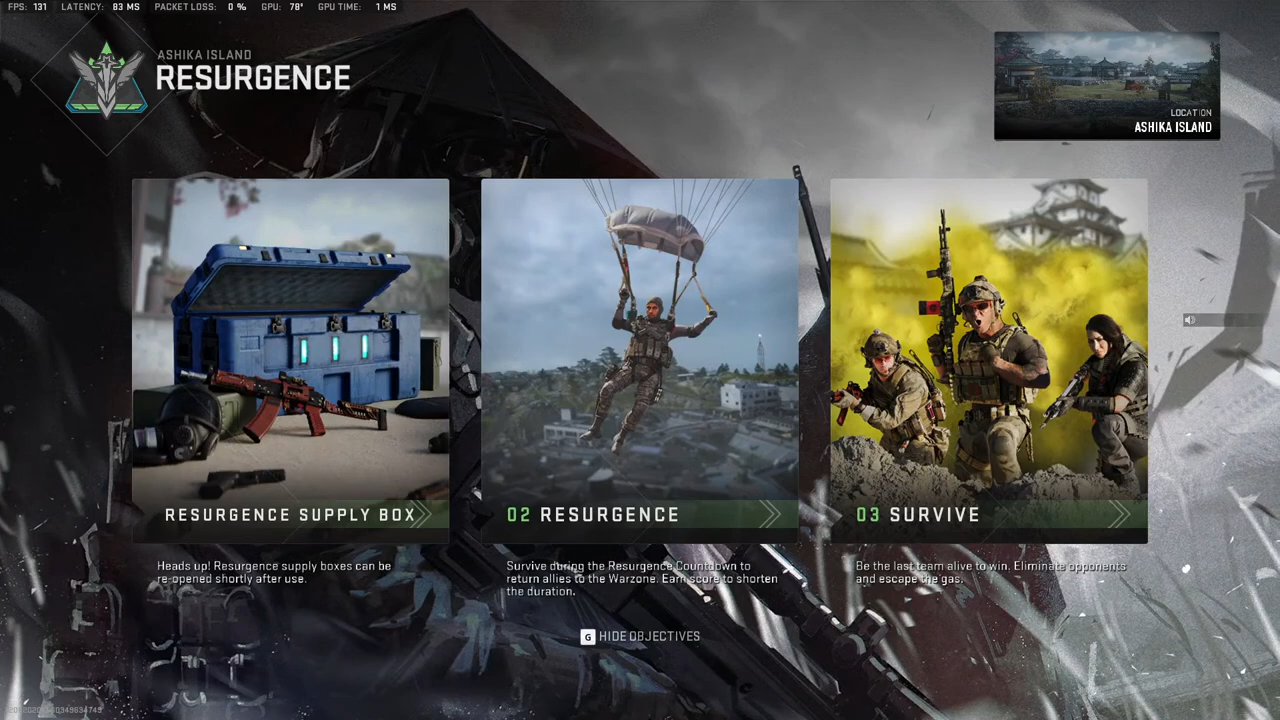 FPS: 131 LATENCY: 83 MS PACKET LOSS: 0 % GPU: 78° GPU TIME: 1 MS
ASHIKA ISLAND
RESURGENCE
LOCATION
ASHIKA ISLAND
RESURGENCE SUPPLY BOX
Heads up! Resurgence supply boxes can be
re-opened shortly after use.
02 RESURGENCE
Survive during the Resurgence Countdown to
return allies to the Warzone. Earn score to shorten
the duration.
03 SURVIVE
Be the last team alive to win. Eliminate opponents
and escape the gas.
G HIDE OBJECTIVES